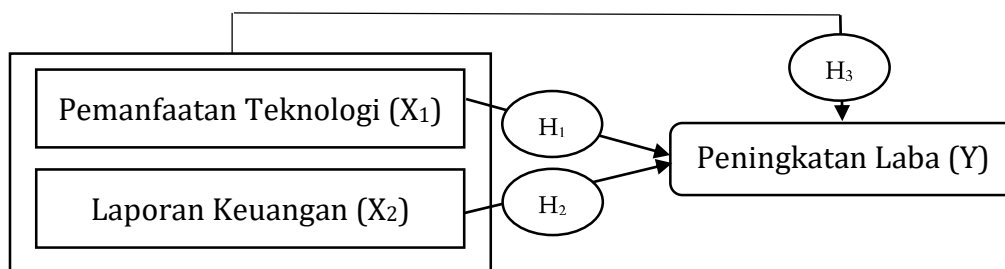 H₃
Pemanfaatan Teknologi (X₁)
H₁
Peningkatan Laba (Y)
Laporan Keuangan (X₂)
H₂